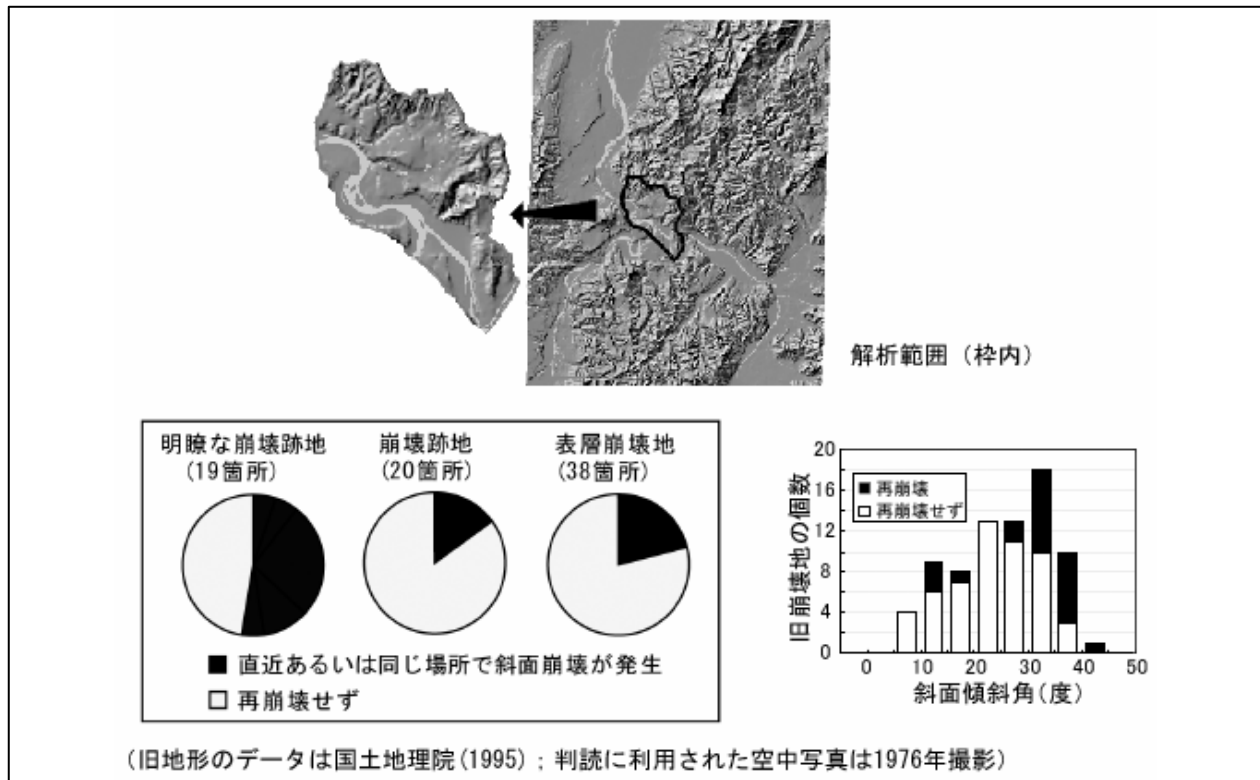 解析範囲（枠内）
明瞭な崩壊跡地
(19箇所)
崩壊跡地
(20箇所)
表層崩壊地
(38箇所)
■ 直近あるいは同じ場所で斜面崩壊が発生
□ 再崩壊せず
旧崩壊地の個数
20
16
12
8
4
0
■ 再崩壊
□ 再崩壊せず
0 10 20 30 40 50
斜面傾斜角(度)
（旧地形のデータは国土地理院(1995)；判読に利用された空中写真は1976年撮影）